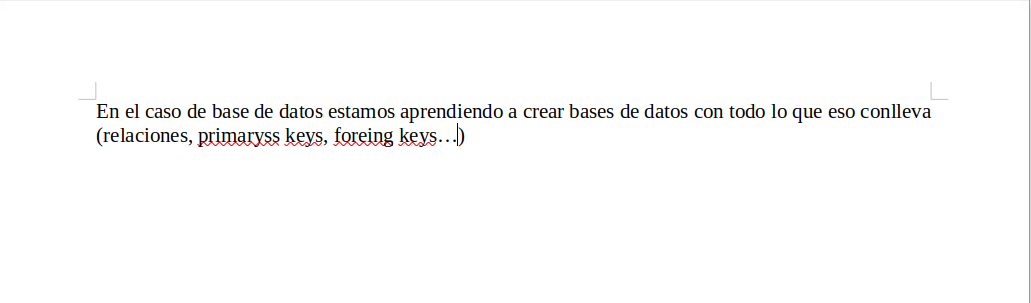 En el caso de base de datos estamos aprendiendo a crear bases de datos con todo lo que eso conlleva
(relaciones, primaryss keys, foreing keys…)